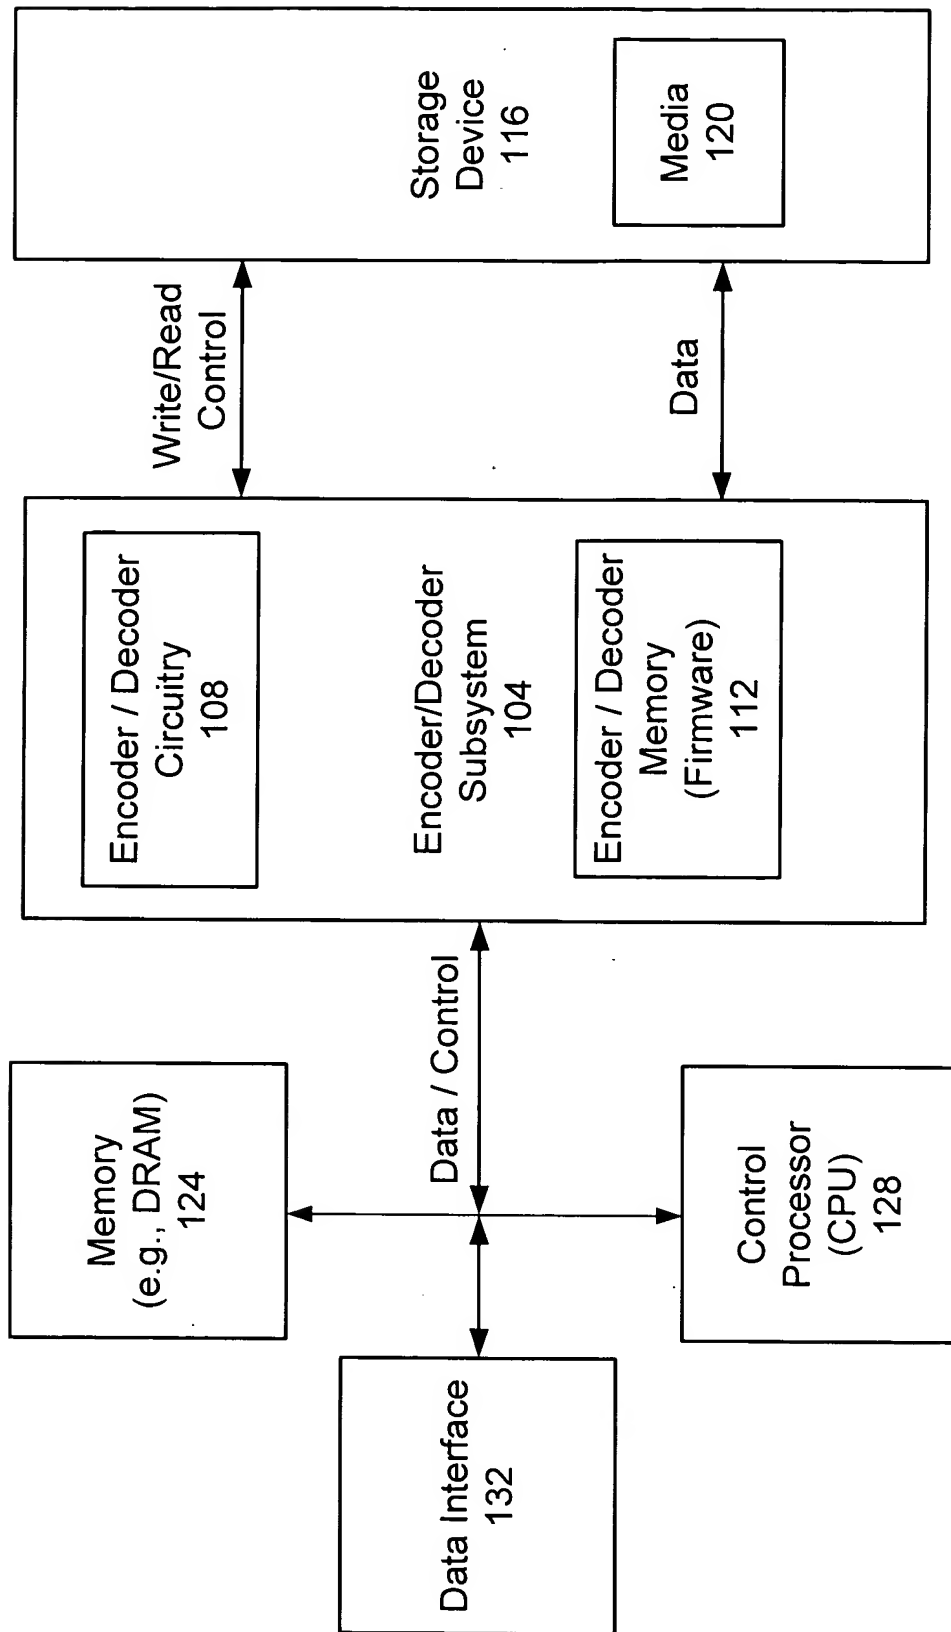 Storage
Device
116
Media
120
Write/Read
Control
Data
Encoder / Decoder
Circuitry
108
Encoder/Decoder
Subsystem
104
Encoder / Decoder
Memory
(Firmware)
112
Data / Control
Memory
(e.g., DRAM)
124
Control
Processor
(CPU)
128
Data Interface
132